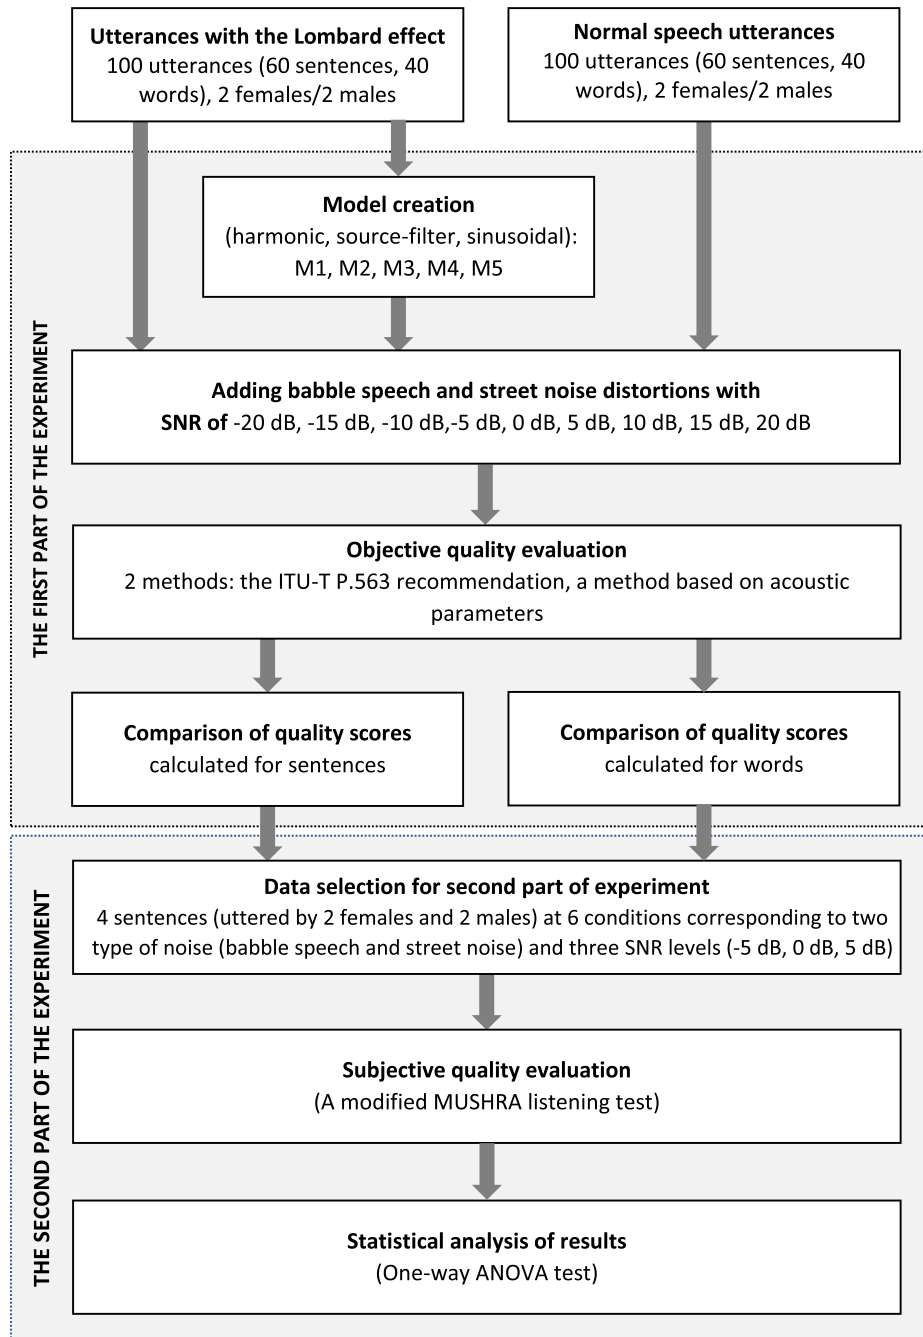 Utterances with the Lombard effect
100 utterances (60 sentences, 40
words), 2 females/2 males
Normal speech utterances
100 utterances (60 sentences, 40
words), 2 females/2 males
THE FIRST PART OF THE EXPERIMENT
Model creation
(harmonic, source-filter, sinusoidal):
M1, M2, M3, M4, M5
Adding babble speech and street noise distortions with
SNR of -20 dB, -15 dB, -10 dB,-5 dB, 0 dB, 5 dB, 10 dB, 15 dB, 20 dB
Objective quality evaluation
2 methods: the ITU-T P.563 recommendation, a method based on acoustic
parameters
Comparison of quality scores
calculated for sentences
Comparison of quality scores
calculated for words
THE SECOND PART OF THE EXPERIMENT
Data selection for second part of experiment
4 sentences (uttered by 2 females and 2 males) at 6 conditions corresponding to two
type of noise (babble speech and street noise) and three SNR levels (-5 dB, 0 dB, 5 dB)
Subjective quality evaluation
(A modified MUSHRA listening test)
Statistical analysis of results
(One-way ANOVA test)